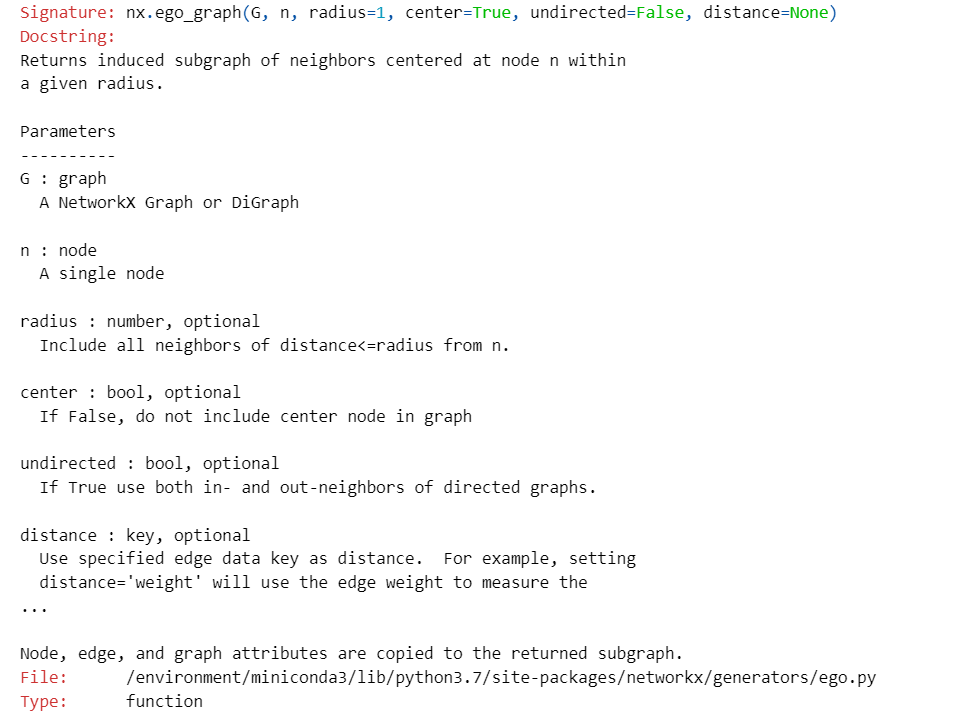 Signature: nx.ego_graph(G, n, radius=1, center=True, undirected=False, distance=None)
Docstring:
Returns induced subgraph of neighbors centered at node n within
a given radius.
Parameters
----------
G : graph
A NetworkX Graph or DiGraph
n : node
A single node
radius : number, optional
Include all neighbors of distance<=radius from n.
center : bool, optional
If False, do not include center node in graph
undirected : bool, optional
If True use both in- and out-neighbors of directed graphs.
distance : key, optional
Use specified edge data key as distance.  For example, setting
distance='weight' will use the edge weight to measure the
...
Node, edge, and graph attributes are copied to the returned subgraph.
File:      /environment/miniconda3/lib/python3.7/site-packages/networkx/generators/ego.py
Type:      function